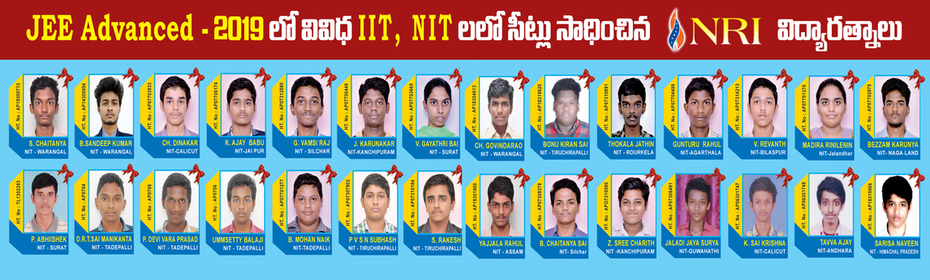 JEE Advanced - 2019 లో వివిధ IIT, NIT లలో సీట్లు సాధించిన NRI విద్యారత్నాలు
S. CHAITANYA
NIT - WARANGAL
B.SANDEEP KUMAR
NIT - WARANGAL
CH. DINAKAR
NIT-CALICUT
K. AJAY BABU
NIT - JAI PUR
G. VAMSI RAJ
NIT - SILCHAR
J. KARUNAKAR
NIT-KANCHIPURAM
V. GAYATHRI BAI
NIT - SURAT
CH. GOVINDARAO
NIT - WARANGAL
BONU KIRAN SAI
NIT - TIRUCHIRAPALLI
THOKALA JATHIN
NIT - ROURKELA
GUNTURU RAHUL
NIT-AGARTHALA
V. REVANTH
NIT-BILASPUR
MADIRA RINILENIN
NIT-Jalandhar
BEZZAM KARUNYA
NIT- NAGA LAND
P. ABHIISHEK
NIT - SURAT
D.R.T.SAI MANIKANTA
NIT - TADEPALLI
P. DEVI VARA PRASAD
NIT - TADEPALLI
UMMSETTY BALAJI
NIT - TADEPALLI
B. MOHAN NAIK
NIT-TADEPALLI
P V S N SUBHASH
NIT - TIRUCHIRAPALLI
S. RAKESH
NIT - TIRUCHIRAPALLI
YAJJALA RAHUL
NIT - ASSAM
B. CHAITANYA SAI
NIT- Silchar
Z. SREE CHARITH
NIT -KANCHIPURAM
JALADI JAYA SURYA
NIT-GUWAHATHI
K. SAI KRISHNA
NIT-CALICUT
TAVVA AJAY
NIT-ANDHARA
SARISA NAVEEN
NIT - HIMACHAL PRADESH